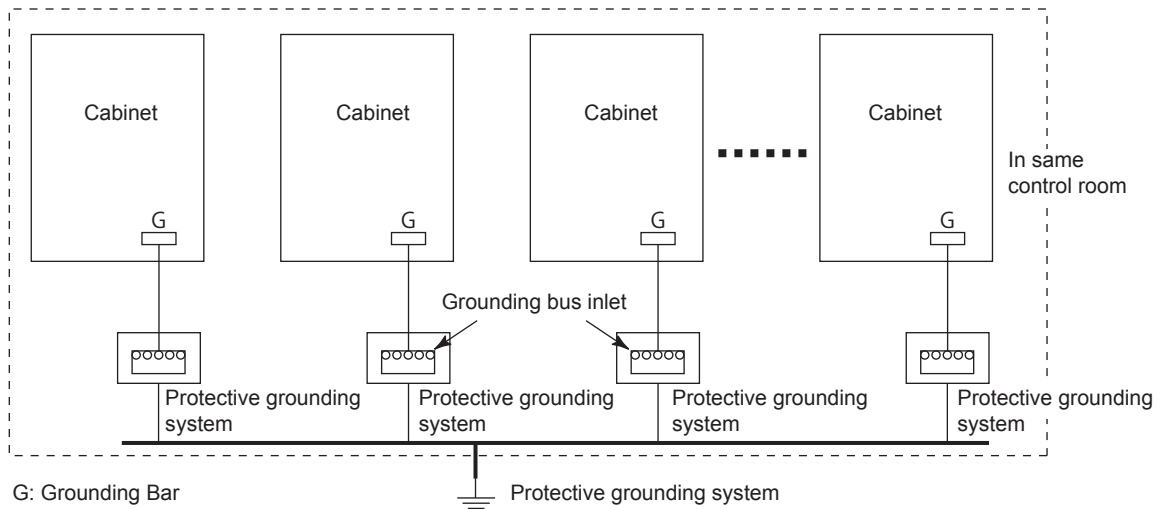 Cabinet
Cabinet
Cabinet
Cabinet
In same
control room
G
G
G
G
Grounding bus inlet
Protective grounding
system
Protective grounding
system
Protective grounding
system
Protective grounding
system
G: Grounding Bar
Protective grounding system